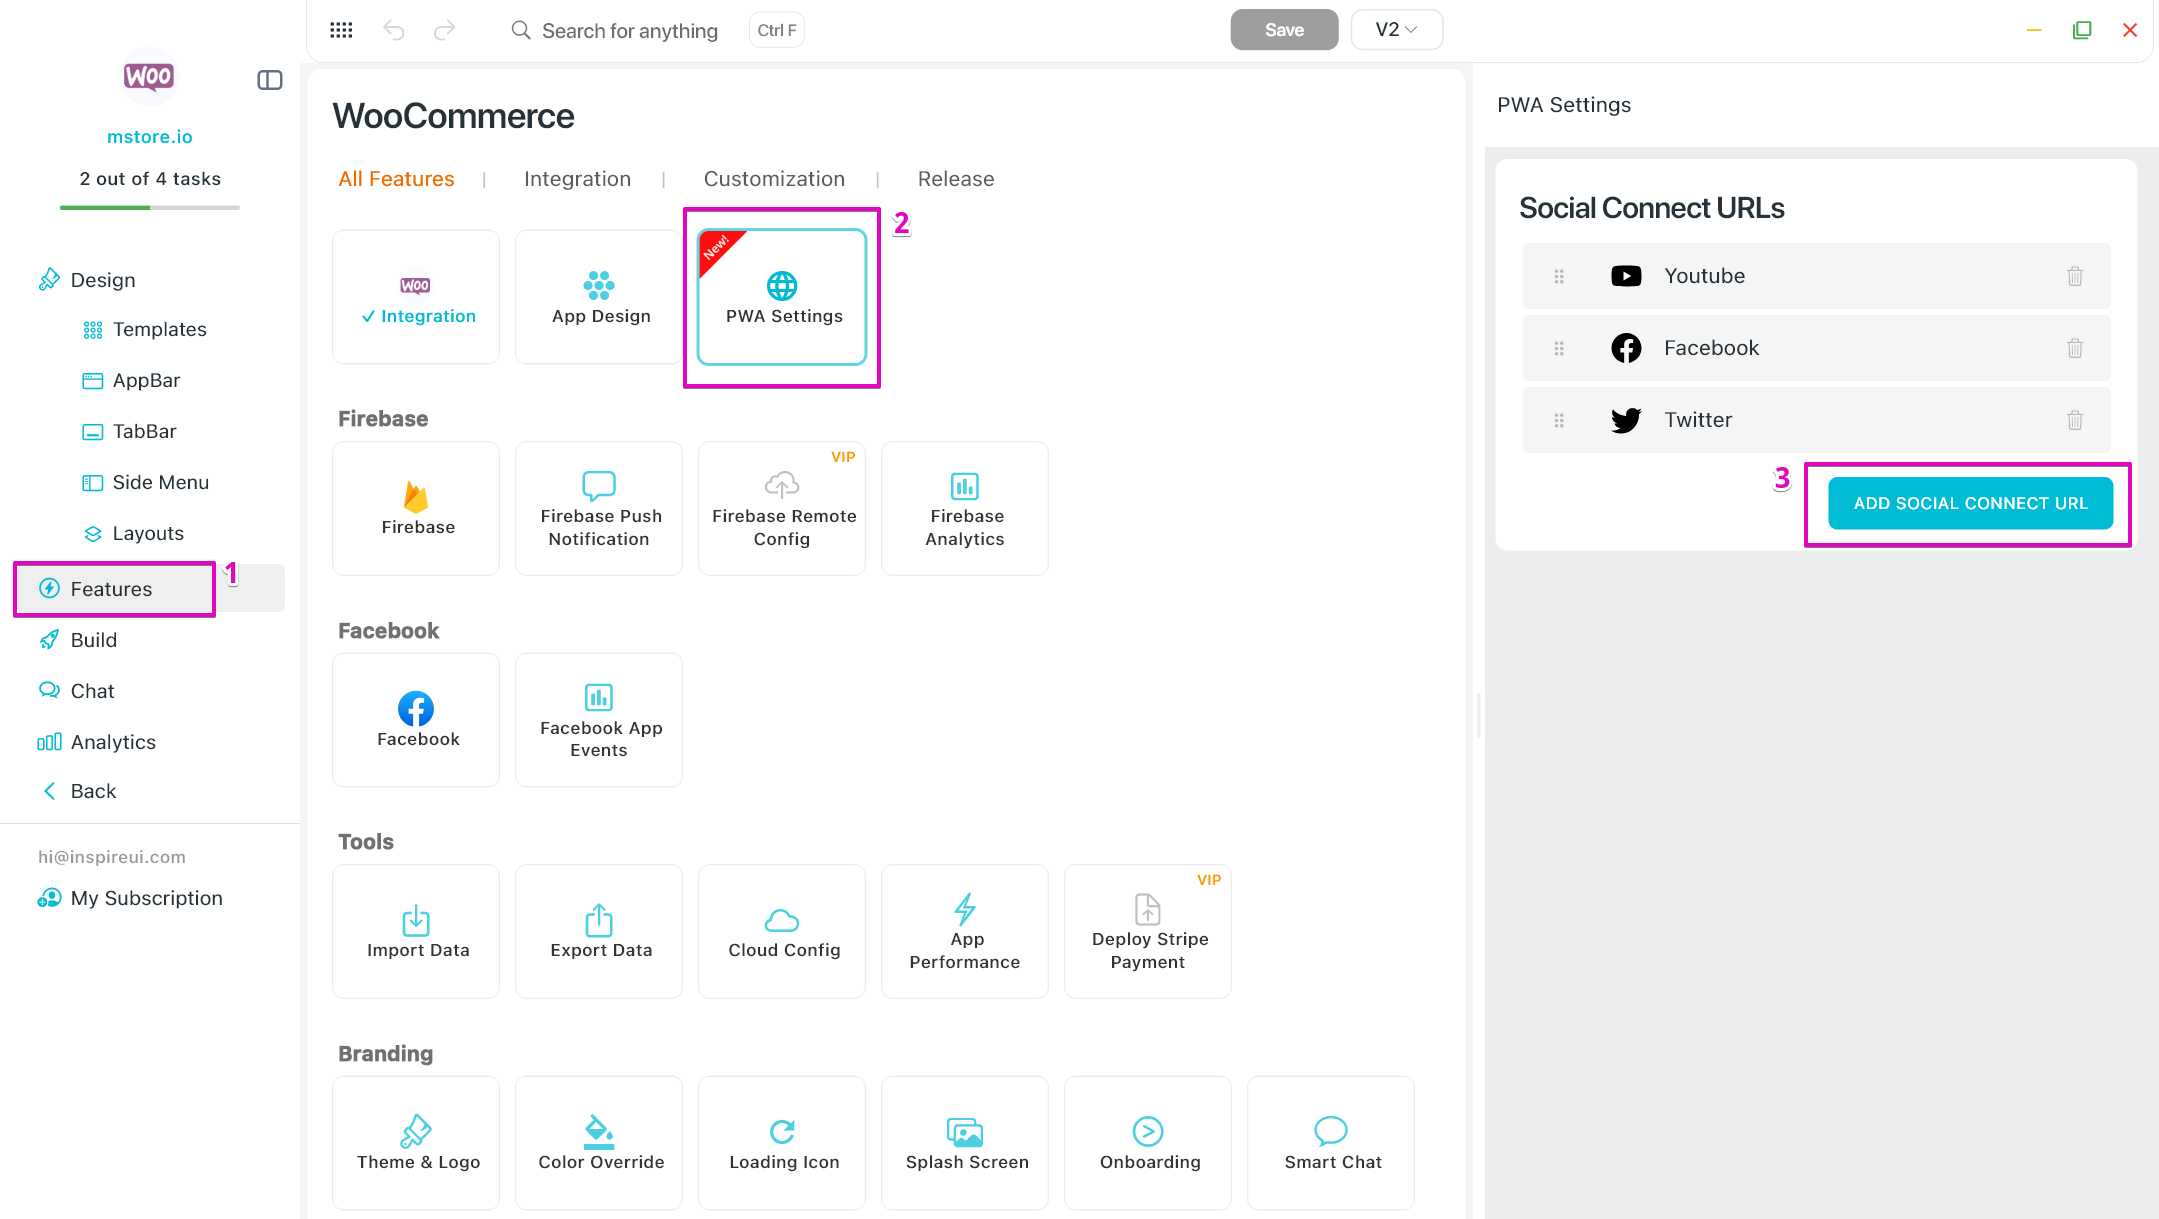 WOO
mstore.io
2 out of 4 tasks
Design
Templates
AppBar
TabBar
Side Menu
Layouts
Features
1
Build
Chat
Analytics
Back
hi@inspireui.com
My Subscription
Search for anything
Ctrl F
Save
V2
WooCommerce
All Features | Integration | Customization | Release
WOO
Integration
App Design
New!
PWA Settings
2
Firebase
Firebase
Firebase Push
Notification
VIP
Firebase Remote
Config
Firebase
Analytics
Facebook
Facebook
Facebook App
Events
Tools
Import Data
Export Data
Cloud Config
App
Performance
VIP
Deploy Stripe
Payment
Branding
Theme & Logo
Color Override
Loading Icon
Splash Screen
Onboarding
Smart Chat
PWA Settings
Social Connect URLs
Youtube
Facebook
Twitter
3
ADD SOCIAL CONNECT URL